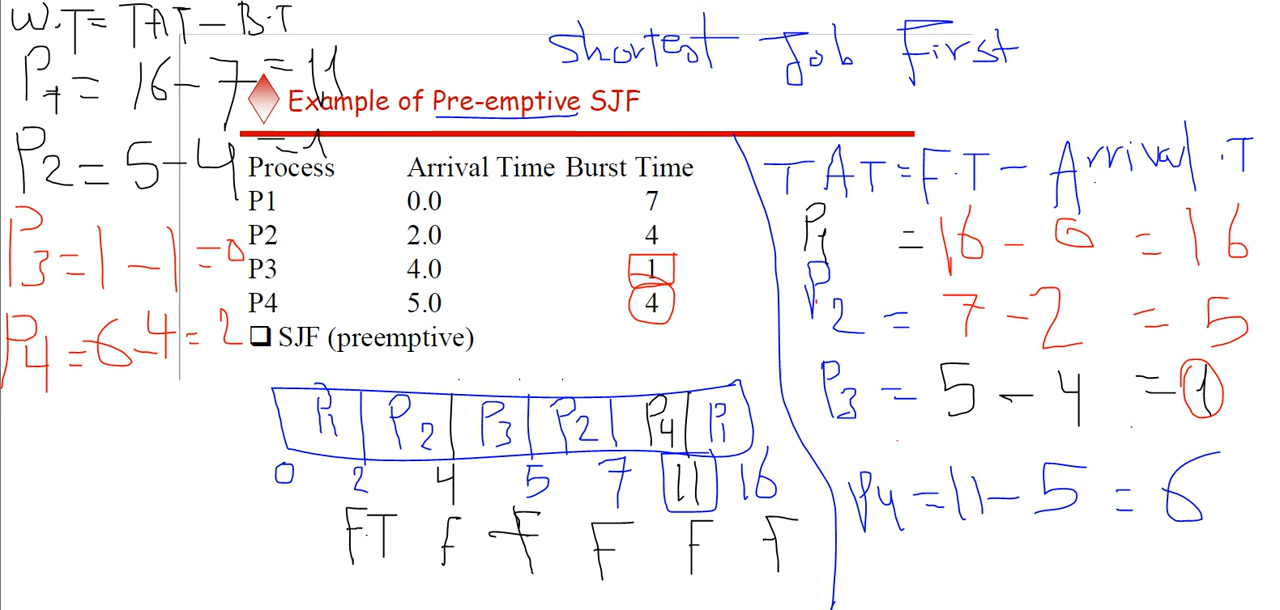 W.T = TAT - B.T
P1 = 16 - 7 = 11
P2 = 5 - 4 = 1
P3 = 1 - 1 = 0
P4 = 6 - 4 = 2
Shortest Job First
Example of Pre-emptive SJF
Process Arrival Time Burst Time
P1 0.0 7
P2 2.0 4
P3 4.0 1
P4 5.0 4
❑ SJF (preemptive)
P1 P2 P3 P2 P4 P1
0 2 4 5 7 11 16
F.T F F F F F
TAT = F.T - Arrival .T
P1 = 16 - 0 = 16
P2 = 7 - 2 = 5
P3 = 5 - 4 = 1
P4 = 11 - 5 = 6